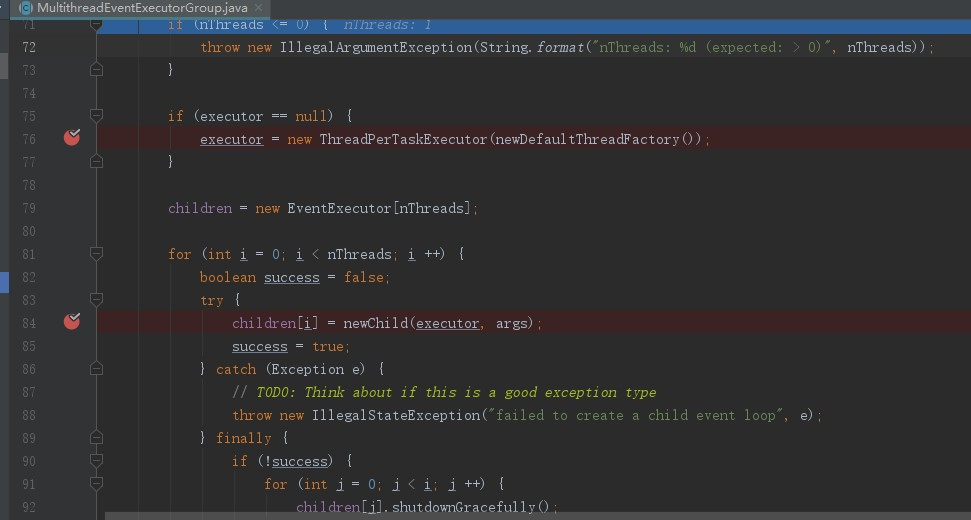 MultithreadEventExecutorGroup.java ×
71 if (nThreads <= 0) { nThreads: 1
72 throw new IllegalArgumentException(String.format("nThreads: %d (expected: > 0)", nThreads));
73 }
74
75 if (executor == null) {
76 executor = new ThreadPerTaskExecutor(newDefaultThreadFactory());
77 }
78
79 children = new EventExecutor[nThreads];
80
81 for (int i = 0; i < nThreads; i ++) {
82 boolean success = false;
83 try {
84 children[i] = newChild(executor, args);
85 success = true;
86 } catch (Exception e) {
87 // TODO: Think about if this is a good exception type
88 throw new IllegalStateException("failed to create a child event loop", e);
89 } finally {
90 if (!success) {
91 for (int j = 0; j < i; j ++) {
92 children[j].shutdownGracefully();